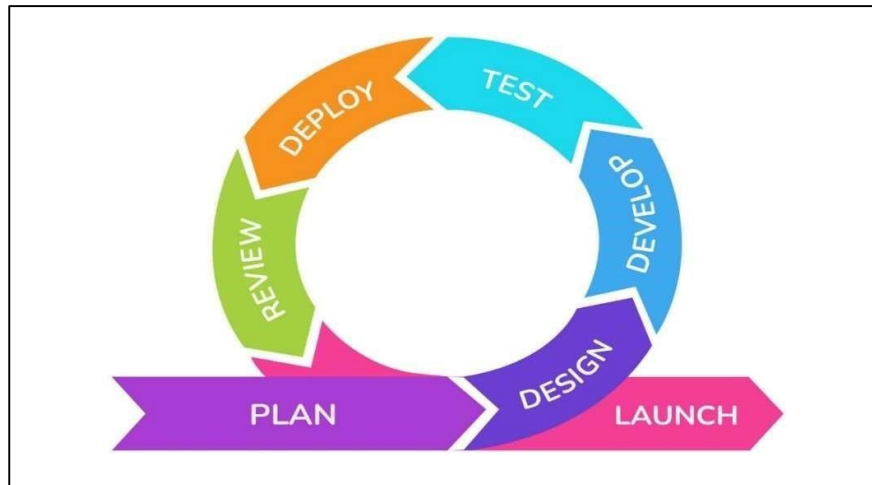 PLAN
DESIGN
DEVELOP
TEST
DEPLOY
REVIEW
LAUNCH